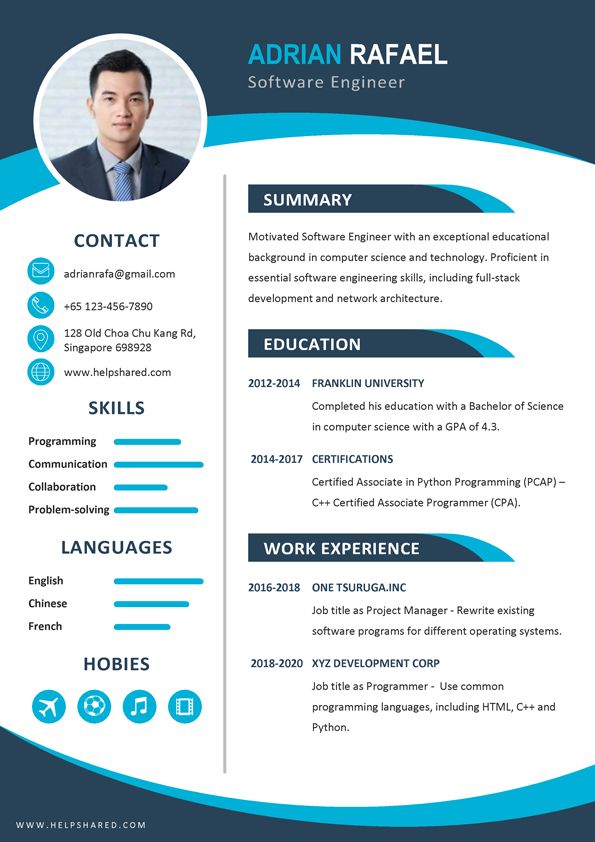 ADRIAN RAFAEL
Software Engineer
CONTACT
adrianrafa@gmail.com
+65 123-456-7890
128 Old Choa Chu Kang Rd,
Singapore 698928
www.helpshared.com
SKILLS
Programming
Communication
Collaboration
Problem-solving
LANGUAGES
English
Chinese
French
HOBIES
SUMMARY
Motivated Software Engineer with an exceptional educational
background in computer science and technology. Proficient in
essential software engineering skills, including full-stack
development and network architecture.
EDUCATION
2012-2014 FRANKLIN UNIVERSITY
Completed his education with a Bachelor of Science
in computer science with a GPA of 4.3.
2014-2017 CERTIFICATIONS
Certified Associate in Python Programming (PCAP) –
C++ Certified Associate Programmer (CPA).
WORK EXPERIENCE
2016-2018 ONE TSURUGA.INC
Job title as Project Manager - Rewrite existing
software programs for different operating systems.
2018-2020 XYZ DEVELOPMENT CORP
Job title as Programmer - Use common
programming languages, including HTML, C++ and
Python.
WWW.HELPSHARED.COM